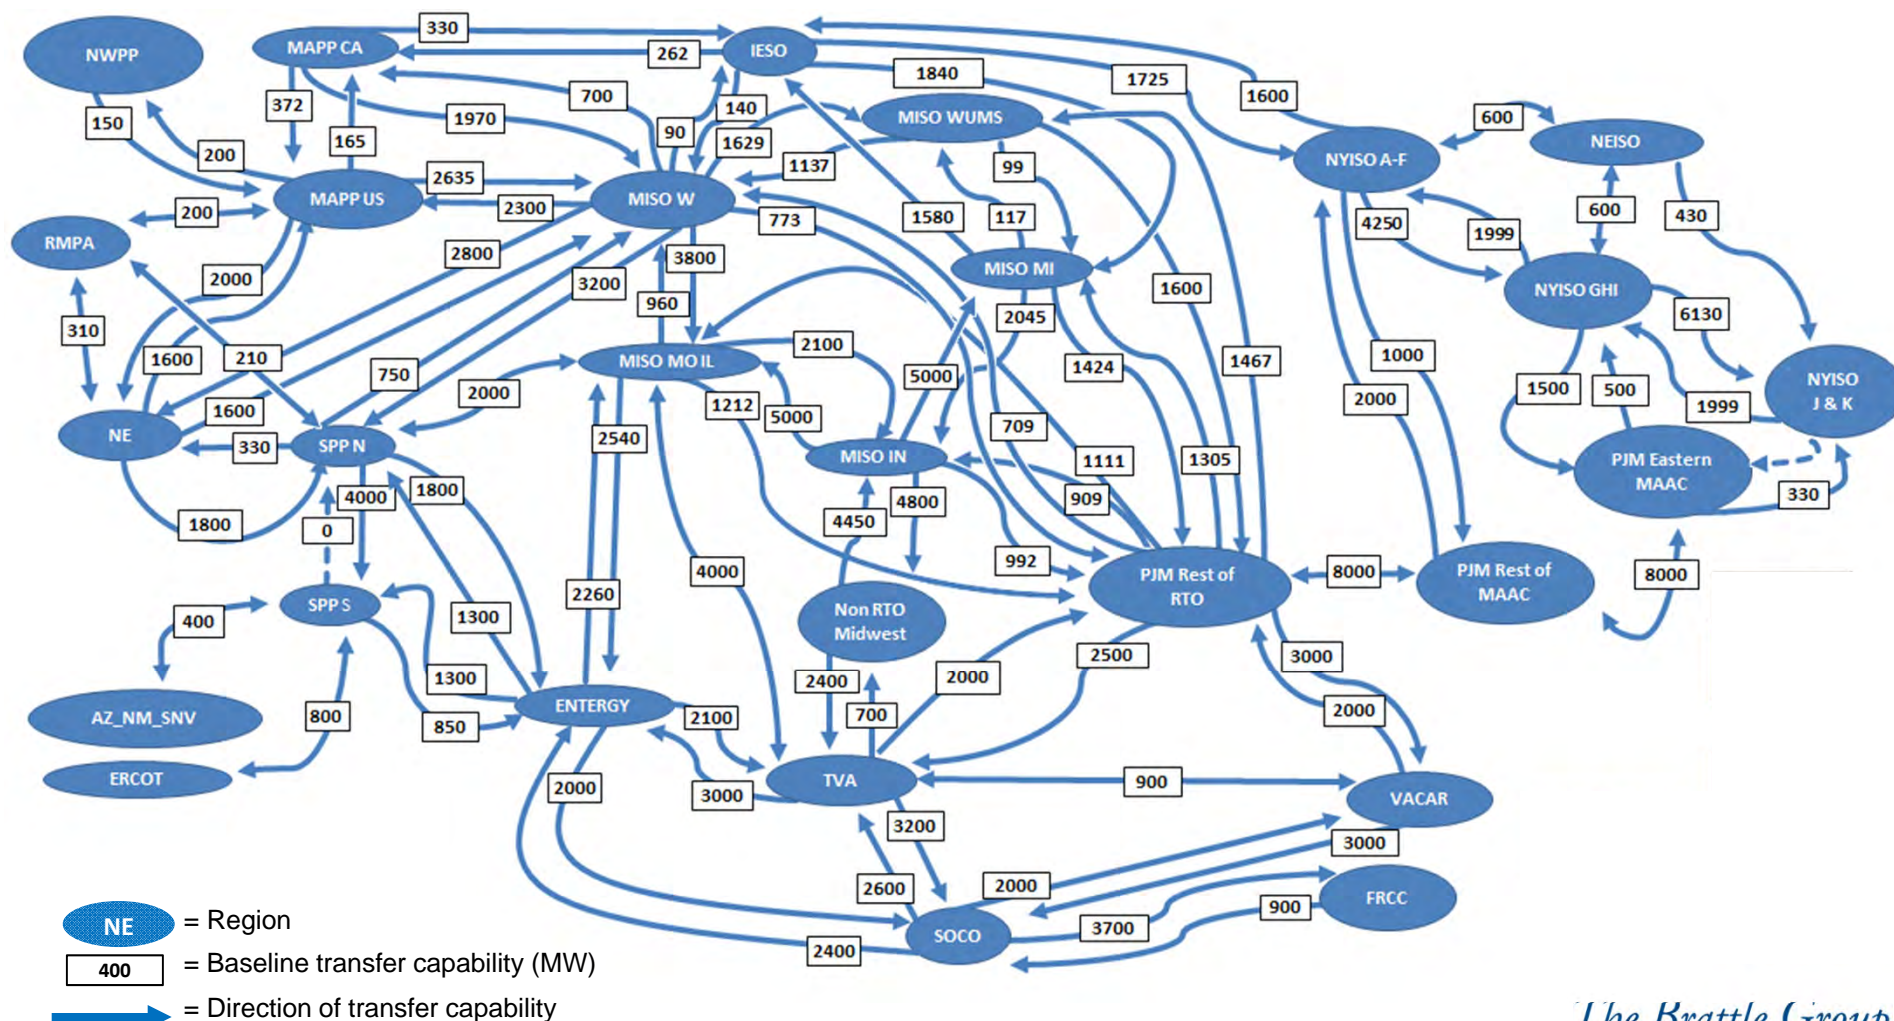 330
MAPP CA
NWPP
262
IESO
1840
1725
1600
700
372
1970
140
90
1629
MISO WUMS
600
NEISO
150
165
200
1137
99
NYISO A-F
2635
MAPP US
MISO W
2300
773
1580
117
4250
1999
600
430
200
RMPA
2800
3800
MISO MI
2000
3200
960
1600
NYISO GHI
2045
6130
310
1600
210
MISO MO IL
2100
1424
1467
1000
750
5000
NYISO
J & K
2000
1212
5000
1500
500
1999
2000
1600
NE
330
SPP N
2540
709
MISO IN
1111
1305
PJM Eastern
MAAC
1800
4000
1800
0
4450
4800
909
330
992
4000
PJM Rest of
RTO
8000
PJM Rest of
MAAC
8000
SPP S
2260
400
1300
Non RTO
Midwest
1300
2400
2000
2500
3000
AZ_NM_SNV
800
850
ENTERGY
2100
700
2000
ERCOT
2000
3000
TVA
900
VACAR
3200
3000
2600
2000
FRCC
900
NE
= Region
3700
SOCO
2400
400
= Baseline transfer capability (MW)
= Direction of transfer capability
The Brattle Group